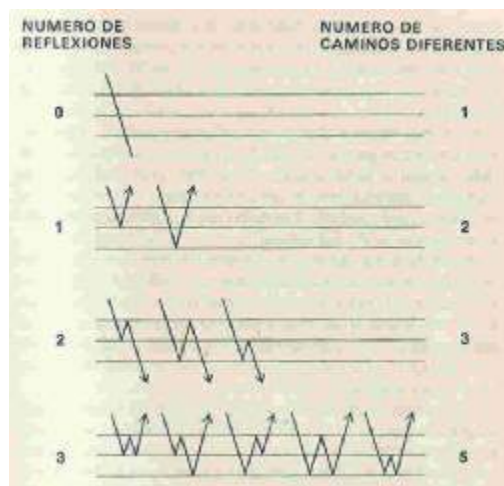 NUMERO DE
REFLEXIONES
NUMERO DE
CAMINOS DIFERENTES
0
1
1
2
2
3
3
5